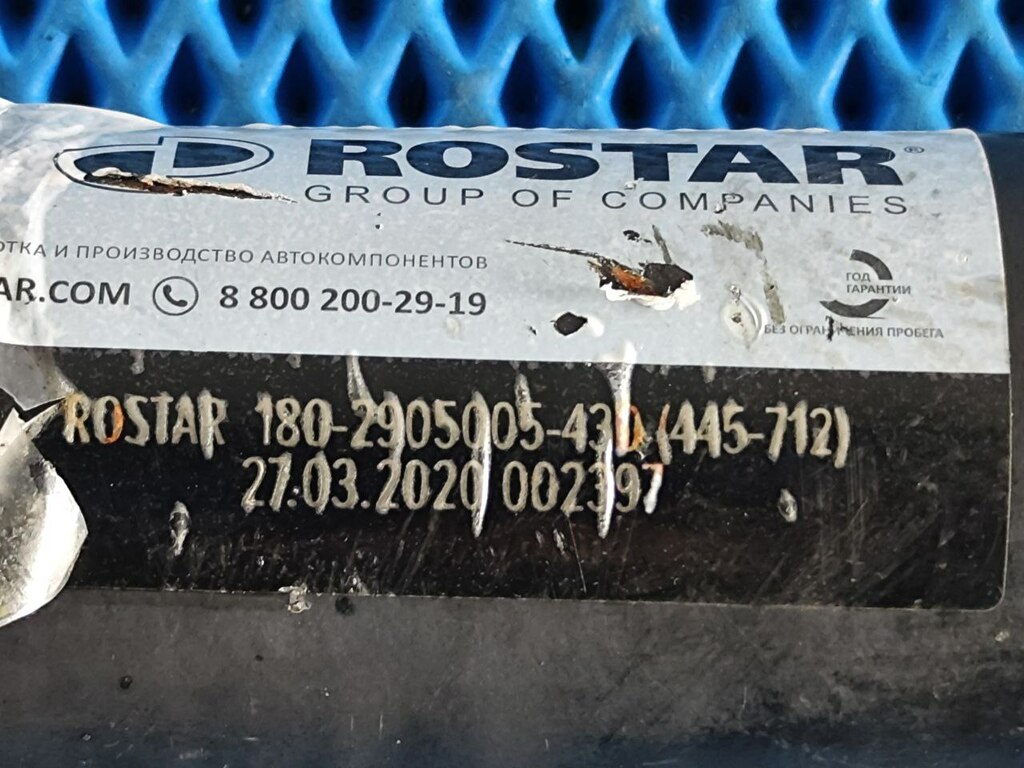 ROSTAR®
GROUP OF COMPANIES
ОТКА И ПРОИЗВОДСТВО АВТОКОМПОНЕНТОВ
AR.COM 8 800 200-29-19
ГОД
ГАРАНТИИ
БЕЗ ОГРАНИЧЕНИЯ ПРОБЕГА
ROSTAR 180-2905005-430 (445-712)
27.03.2020 002397